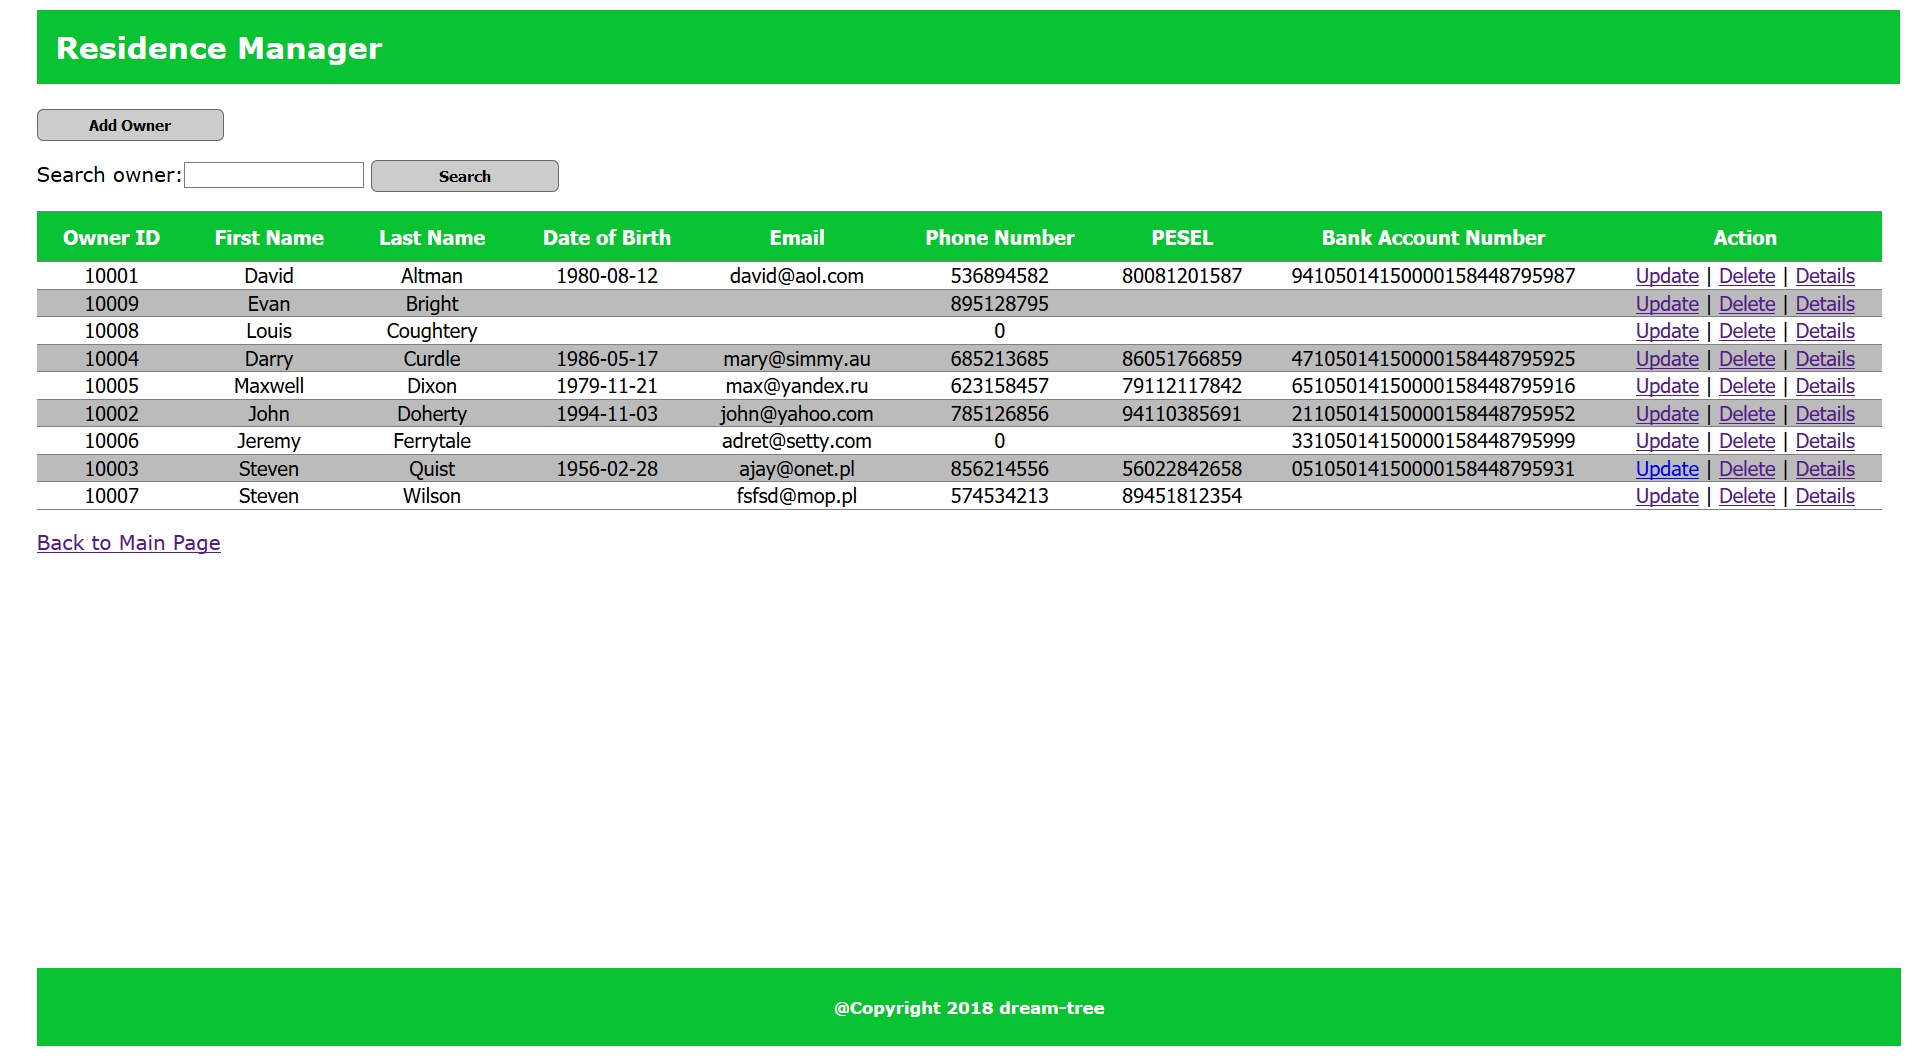 Residence Manager
Add Owner
Search owner: Search
Owner ID First Name Last Name Date of Birth Email Phone Number PESEL Bank Account Number Action
10001 David Altman 1980-08-12 david@aol.com 536894582 80081201587 94105014150000158448795987 Update | Delete | Details
10009 Evan Bright 895128795 Update | Delete | Details
10008 Louis Coughtery 0 Update | Delete | Details
10004 Darry Curdle 1986-05-17 mary@simmy.au 685213685 86051766859 47105014150000158448795925 Update | Delete | Details
10005 Maxwell Dixon 1979-11-21 max@yandex.ru 623158457 79112117842 65105014150000158448795916 Update | Delete | Details
10002 John Doherty 1994-11-03 john@yahoo.com 785126856 94110385691 21105014150000158448795952 Update | Delete | Details
10006 Jeremy Ferrytale adret@setty.com 0 33105014150000158448795999 Update | Delete | Details
10003 Steven Quist 1956-02-28 ajay@onet.pl 856214556 56022842658 05105014150000158448795931 Update | Delete | Details
10007 Steven Wilson fsfsd@mop.pl 574534213 89451812354 Update | Delete | Details
Back to Main Page
@Copyright 2018 dream-tree